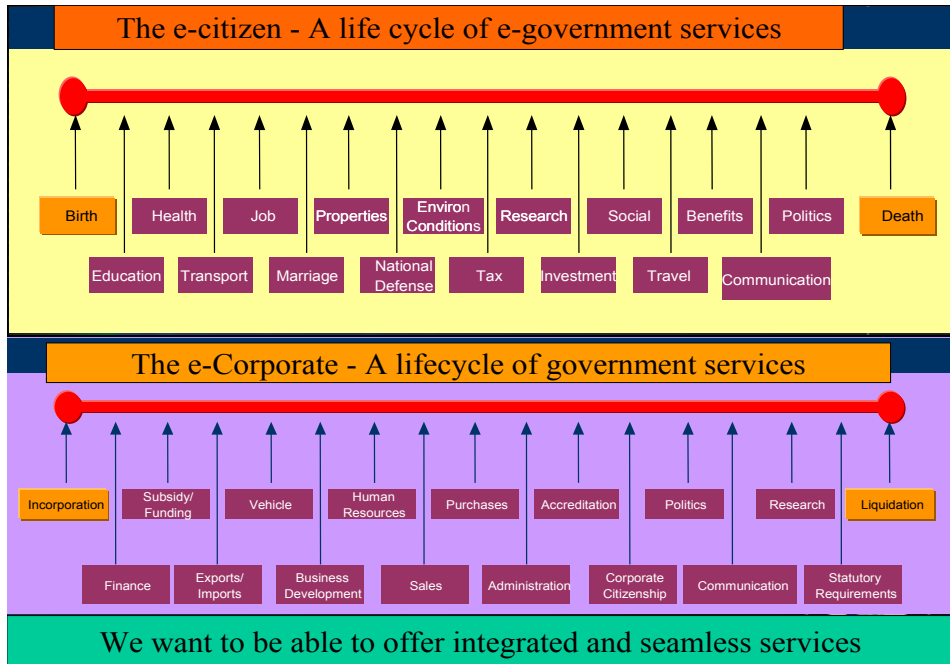 The e-citizen - A life cycle of e-government services
Birth
Health
Job
Properties
Environ
Conditions
Research
Social
Benefits
Politics
Death
Education
Transport
Marriage
National
Defense
Tax
Investment
Travel
Communication
The e-Corporate - A lifecycle of government services
Incorporation
Subsidy/
Funding
Vehicle
Human
Resources
Purchases
Accreditation
Politics
Research
Liquidation
Finance
Exports/
Imports
Business
Development
Sales
Administration
Corporate
Citizenship
Communication
Statutory
Requirements
We want to be able to offer integrated and seamless services